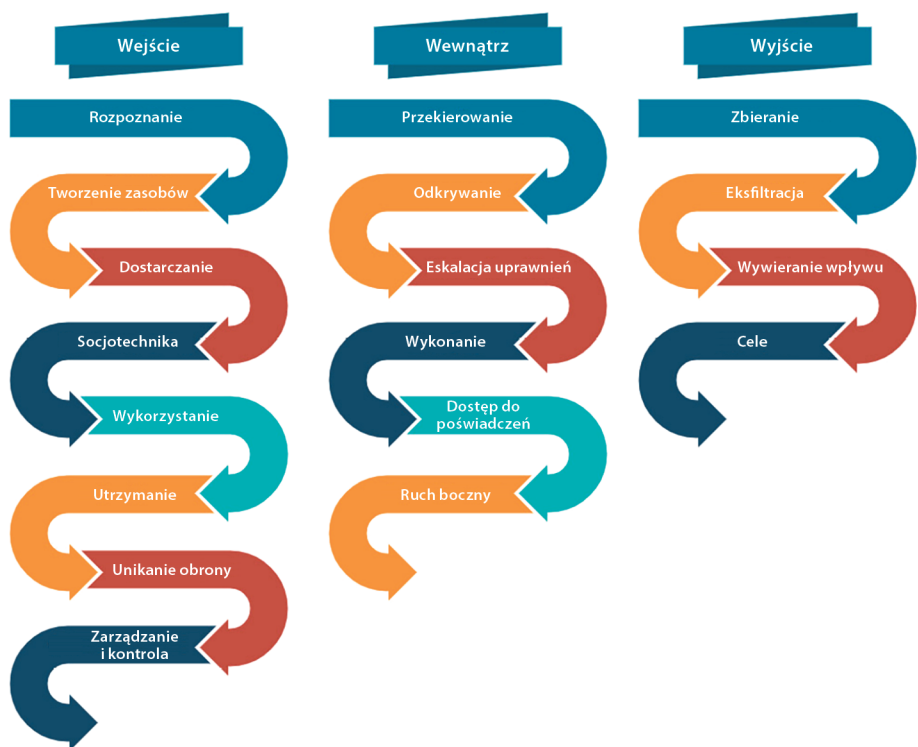 Wejście
Rozpoznanie
Tworzenie zasobów
Dostarczanie
Socjotechnika
Wykorzystanie
Utrzymanie
Unikanie obrony
Zarządzanie
i kontrola
Wewnątrz
Przekierowanie
Odkrywanie
Eskalacja uprawnień
Wykonanie
Dostęp do
poświadczeń
Ruch boczny
Wyjście
Zbieranie
Eksfiltracja
Wywieranie wpływu
Cele